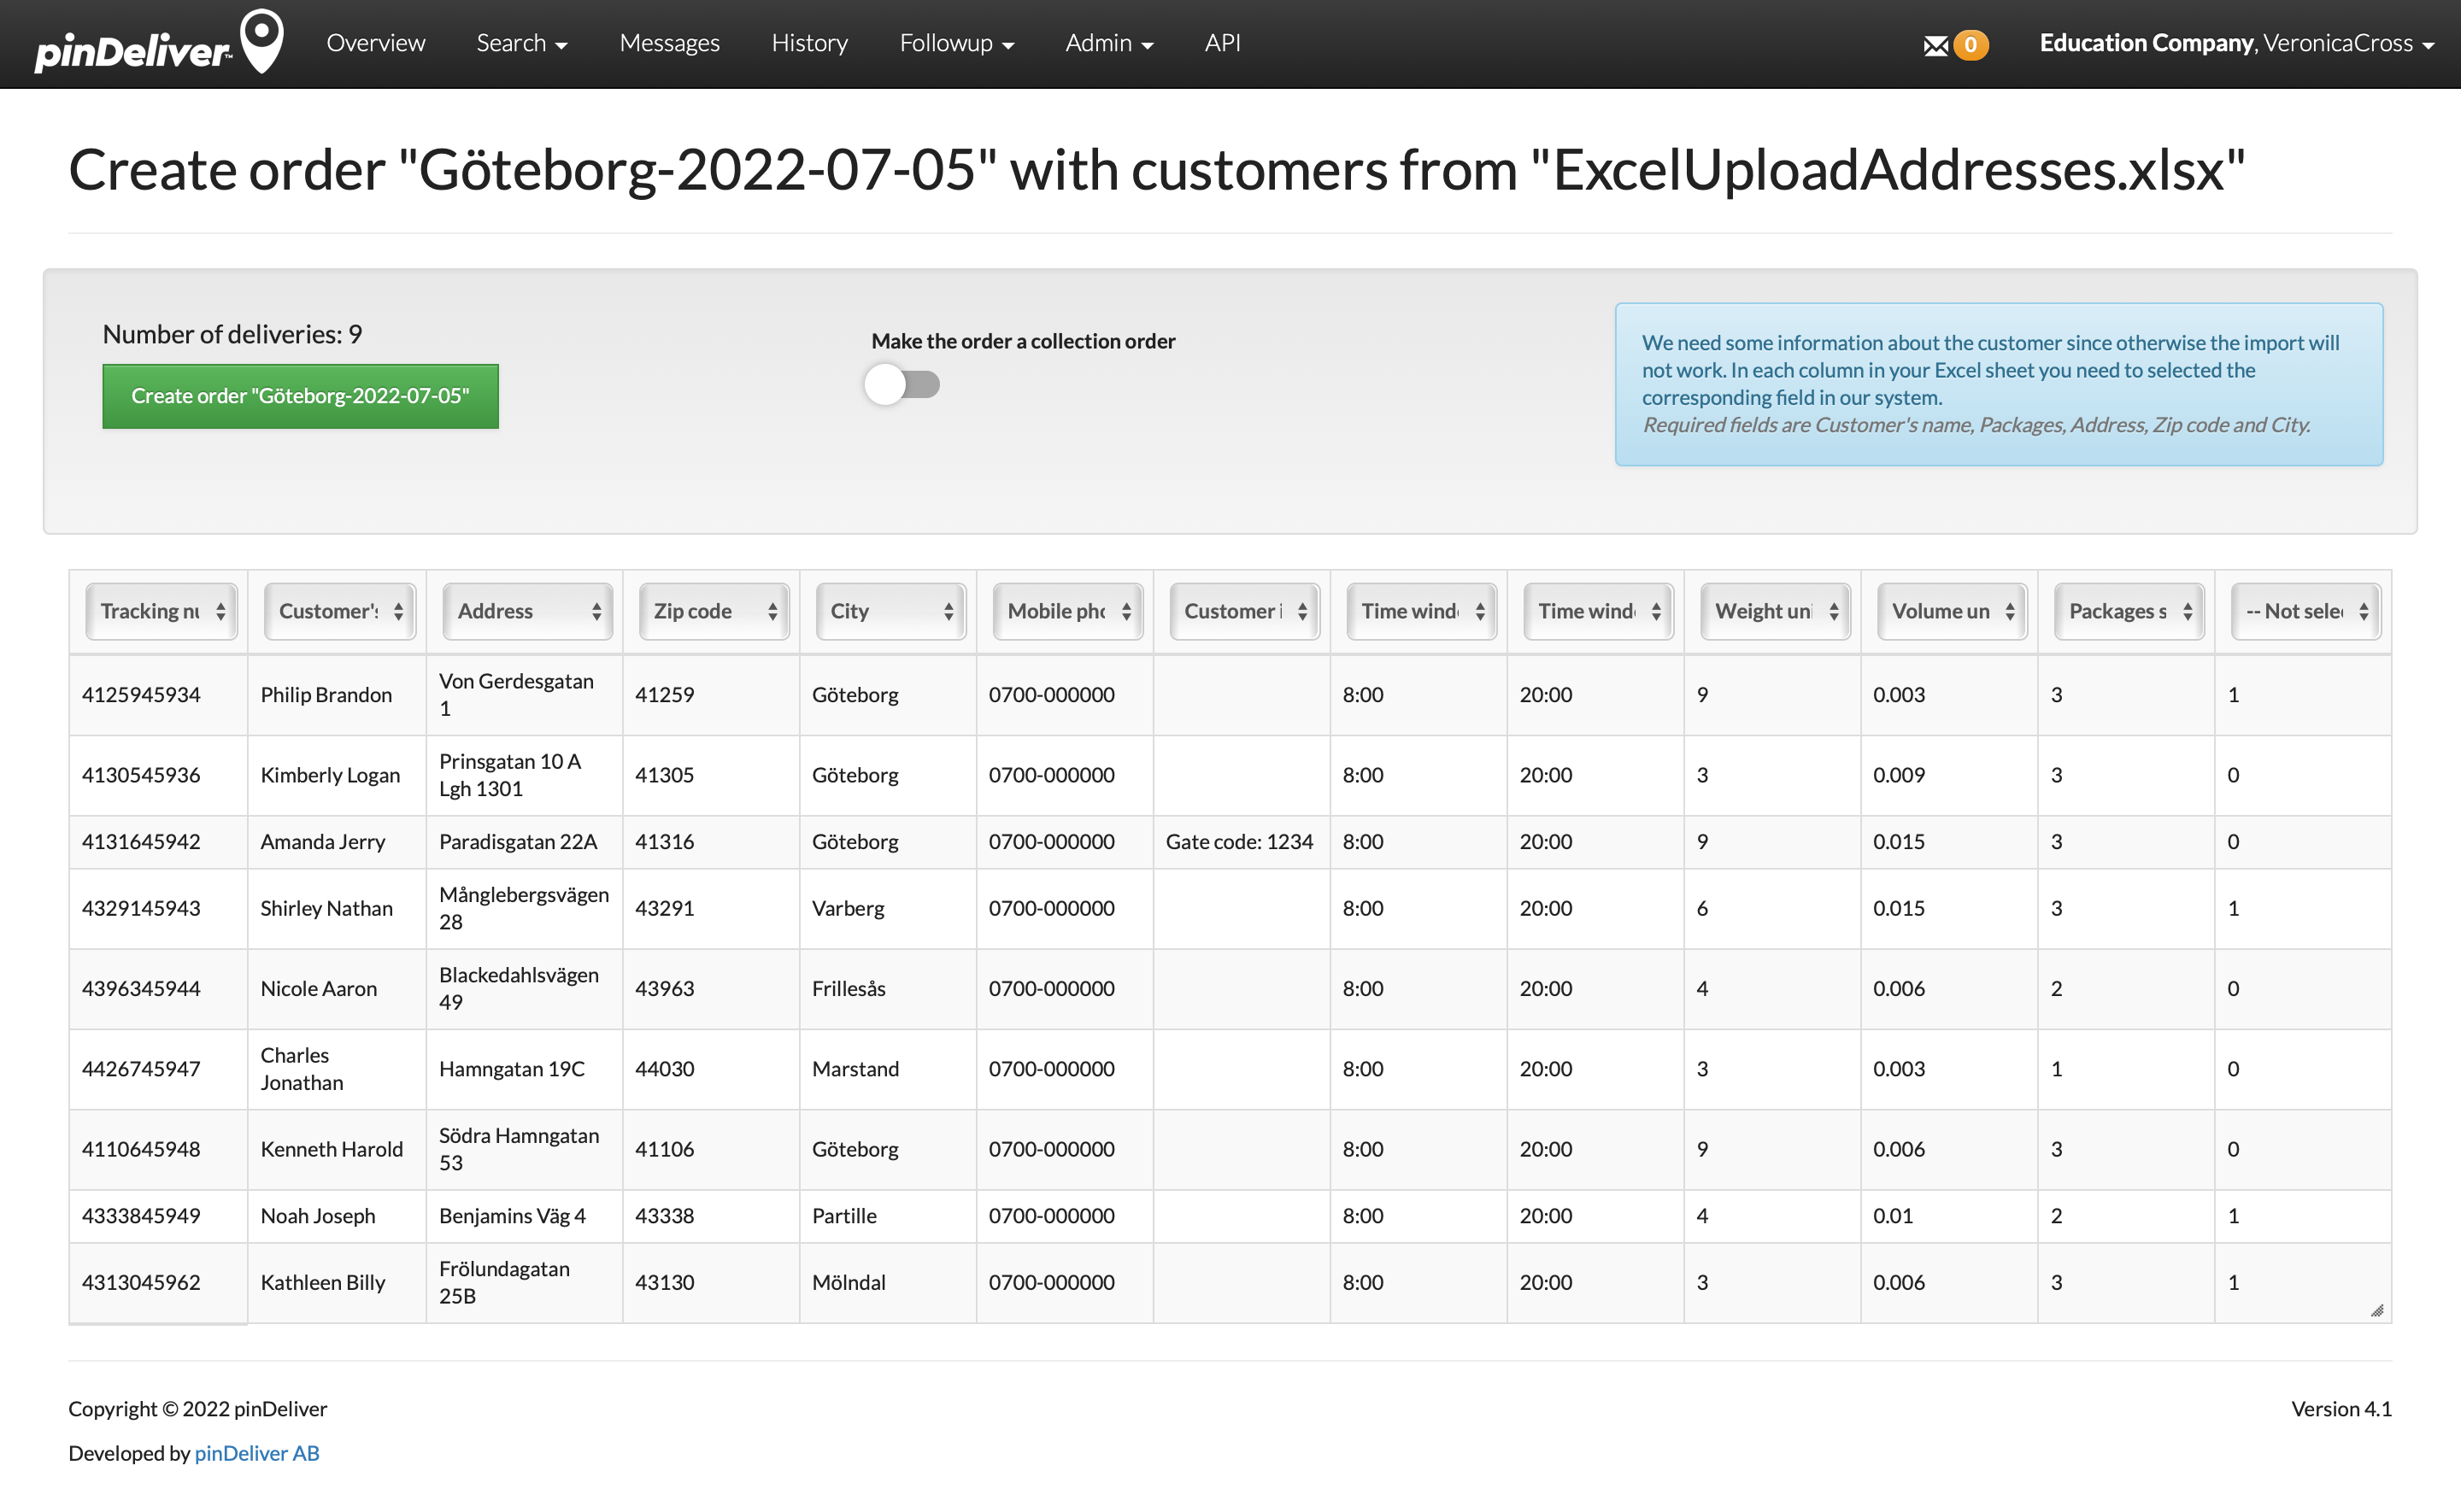 pinDeliver™ Overview Search Messages History Followup Admin API 0 Education Company, VeronicaCross
Create order "Göteborg-2022-07-05" with customers from "ExcelUploadAddresses.xlsx"
Number of deliveries: 9
Create order "Göteborg-2022-07-05"
Make the order a collection order
We need some information about the customer since otherwise the import will
not work. In each column in your Excel sheet you need to selected the
corresponding field in our system.
Required fields are Customer's name, Packages, Address, Zip code and City.
Tracking nu Customer's Address Zip code City Mobile pho Customer i Time wind Time wind Weight uni Volume un Packages s -- Not sele
4125945934 Philip Brandon Von Gerdesgatan 1 41259 Göteborg 0700-000000 8:00 20:00 9 0.003 3 1
4130545936 Kimberly Logan Prinsgatan 10 A Lgh 1301 41305 Göteborg 0700-000000 8:00 20:00 3 0.009 3 0
4131645942 Amanda Jerry Paradisgatan 22A 41316 Göteborg 0700-000000 Gate code: 1234 8:00 20:00 9 0.015 3 0
4329145943 Shirley Nathan Månglebergsvägen 28 43291 Varberg 0700-000000 8:00 20:00 6 0.015 3 1
4396345944 Nicole Aaron Blackedahlsvägen 49 43963 Frillesås 0700-000000 8:00 20:00 4 0.006 2 0
4426745947 Charles Jonathan Hamngatan 19C 44030 Marstand 0700-000000 8:00 20:00 3 0.003 1 0
4110645948 Kenneth Harold Södra Hamngatan 53 41106 Göteborg 0700-000000 8:00 20:00 9 0.006 3 0
4333845949 Noah Joseph Benjamins Väg 4 43338 Partille 0700-000000 8:00 20:00 4 0.01 2 1
4313045962 Kathleen Billy Frölundagatan 25B 43130 Mölndal 0700-000000 8:00 20:00 3 0.006 3 1
Copyright © 2022 pinDeliver Version 4.1
Developed by pinDeliver AB